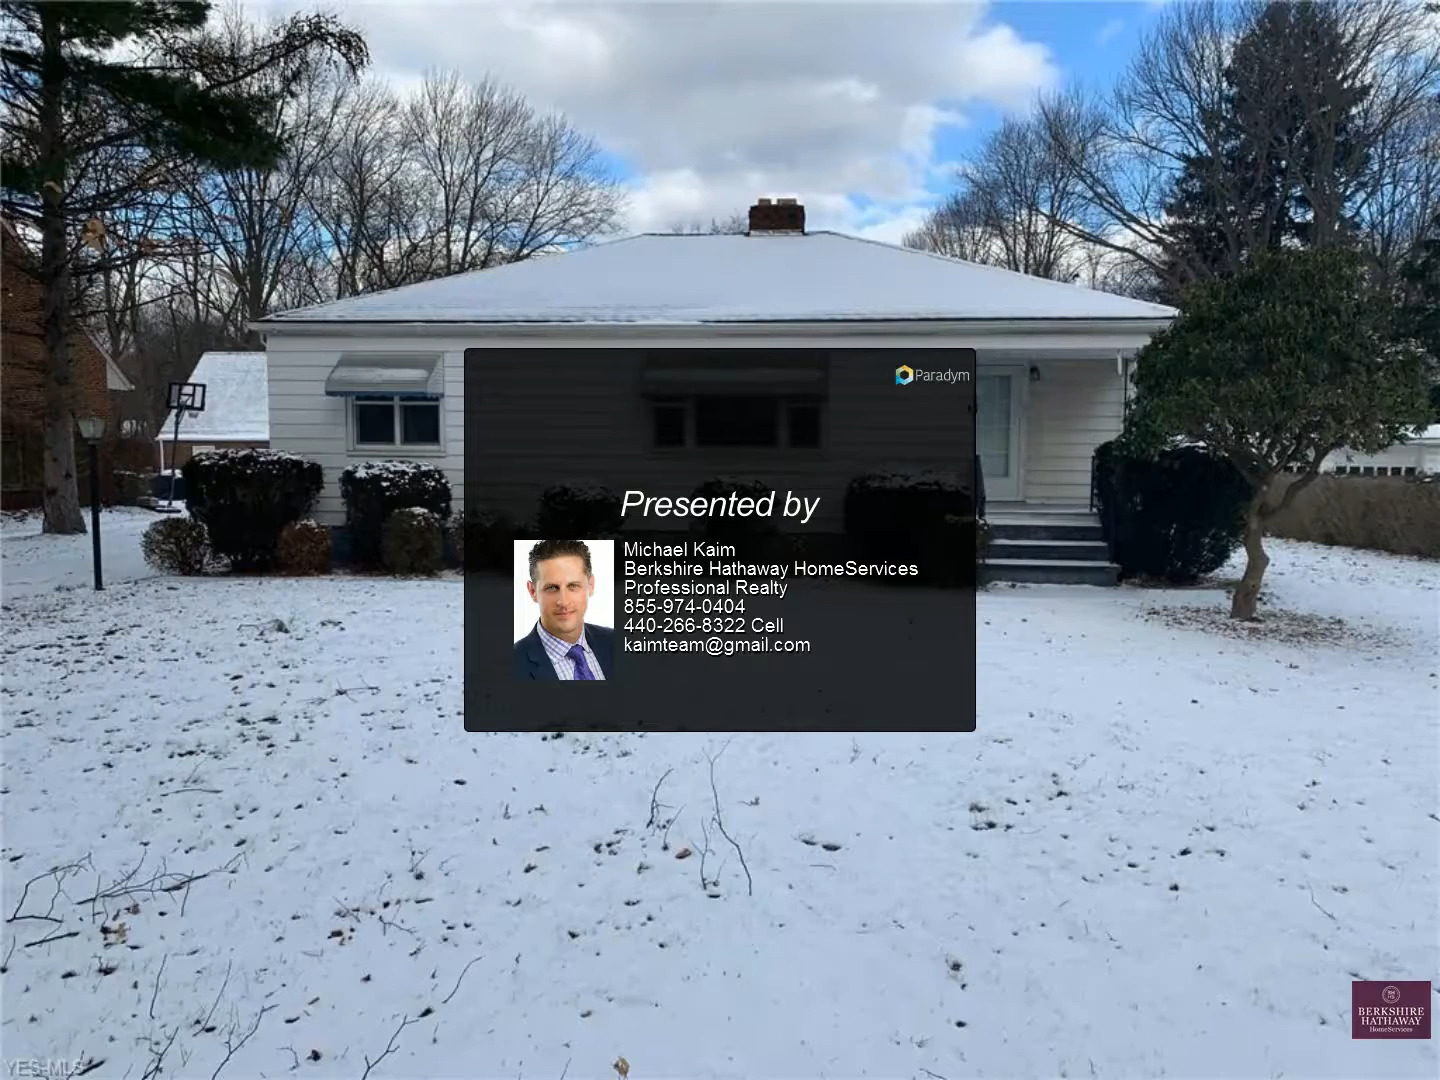 Paradym
Presented by
Michael Kaim
Berkshire Hathaway HomeServices
Professional Realty
855-974-0404
440-266-8322 Cell
kaimteam@gmail.com
BERKSHIRE
HATHAWAY
HomeServices
YES-MLS